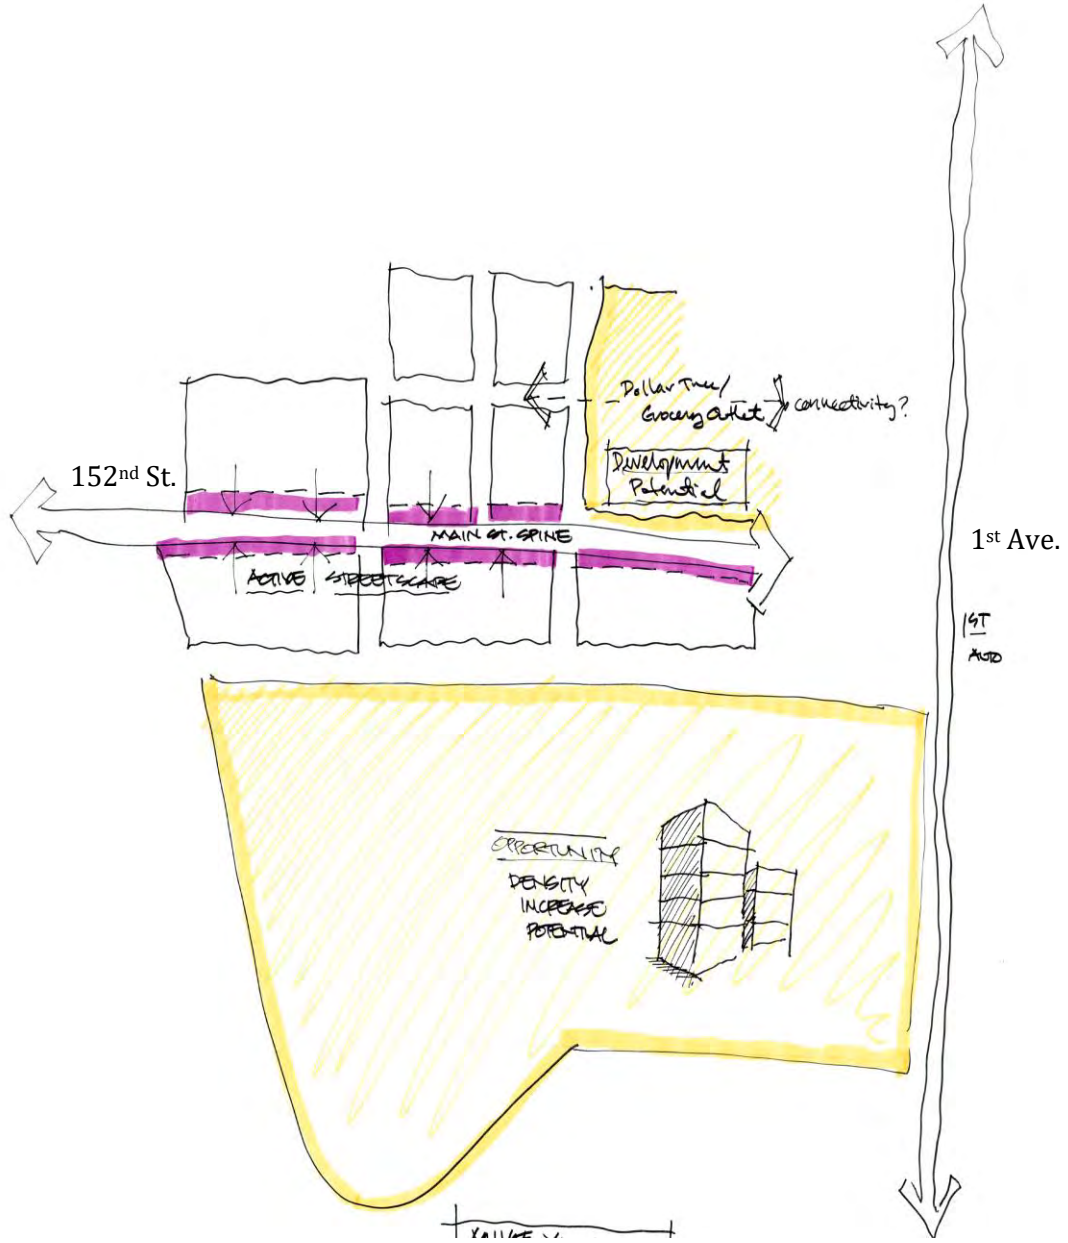 Dollar Tree/
Grocery Outlet
connectivity?
Development
Potential
152nd St.
MAIN ST. SPINE
1st Ave.
ACTIVE STREETSCAPE
1ST
AUTO
OPPORTUNITY
DENSITY
INCREASE
POTENTIAL